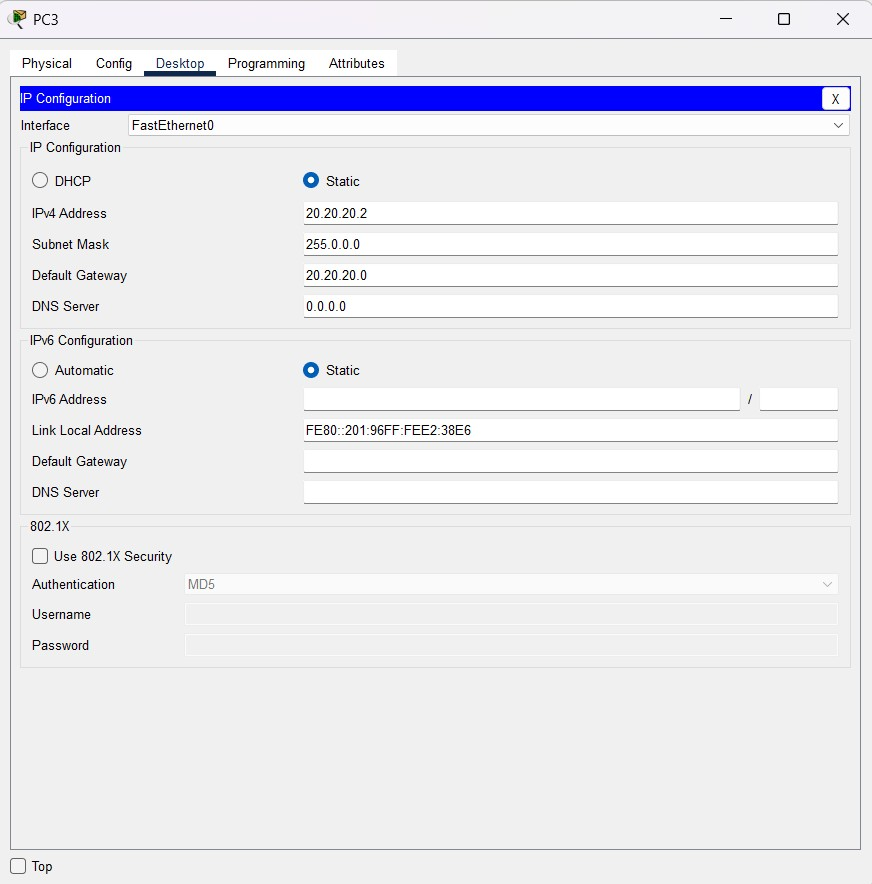 PC3
Physical Config Desktop Programming Attributes
IP Configuration X
Interface FastEthernet0
IP Configuration
DHCP Static
IPv4 Address 20.20.20.2
Subnet Mask 255.0.0.0
Default Gateway 20.20.20.0
DNS Server 0.0.0.0
IPv6 Configuration
Automatic Static
IPv6 Address /
Link Local Address FE80::201:96FF:FEE2:38E6
Default Gateway
DNS Server
802.1X
Use 802.1X Security
Authentication MD5
Username
Password
Top